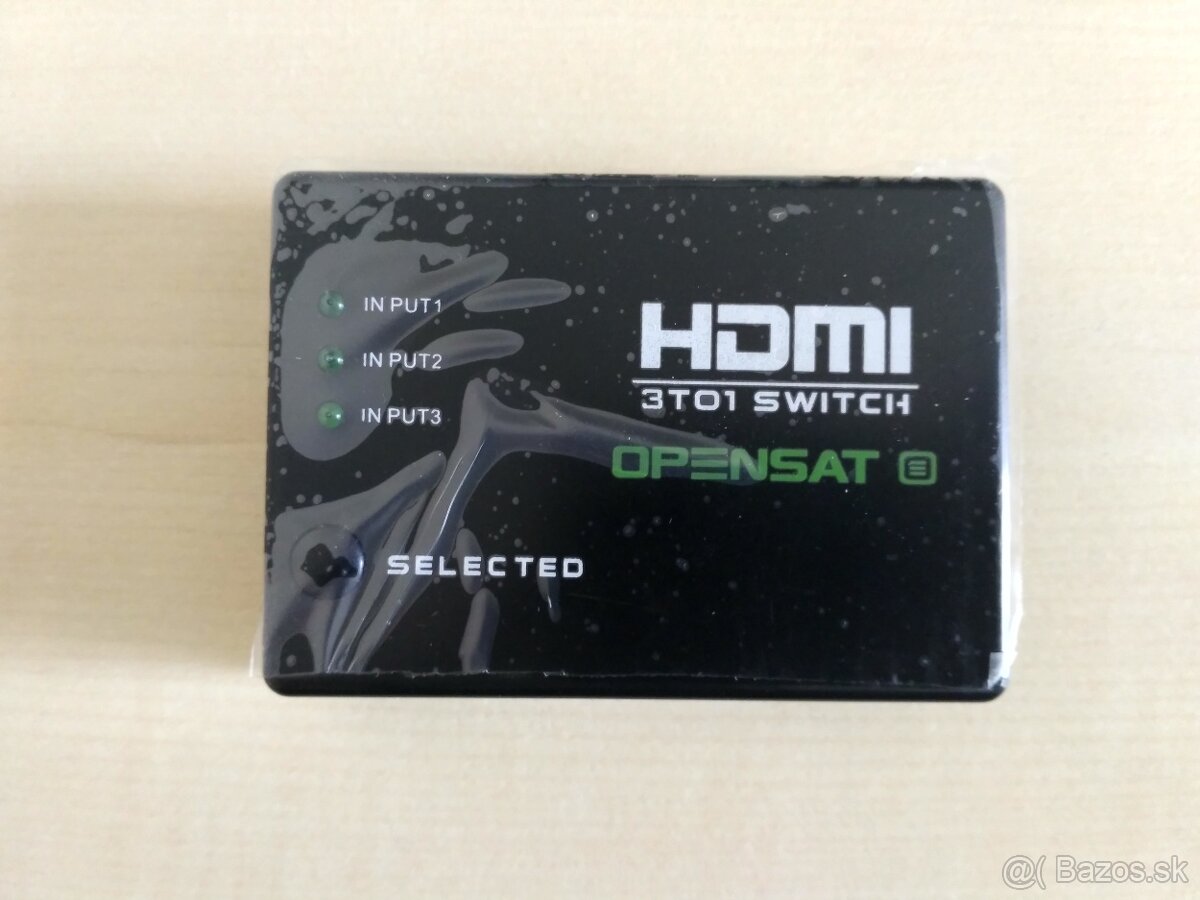 IN PUT1
IN PUT2
IN PUT3
HDMI
3TO1 SWITCH
OPENSAT
SELECTED
@( Bazos.sk